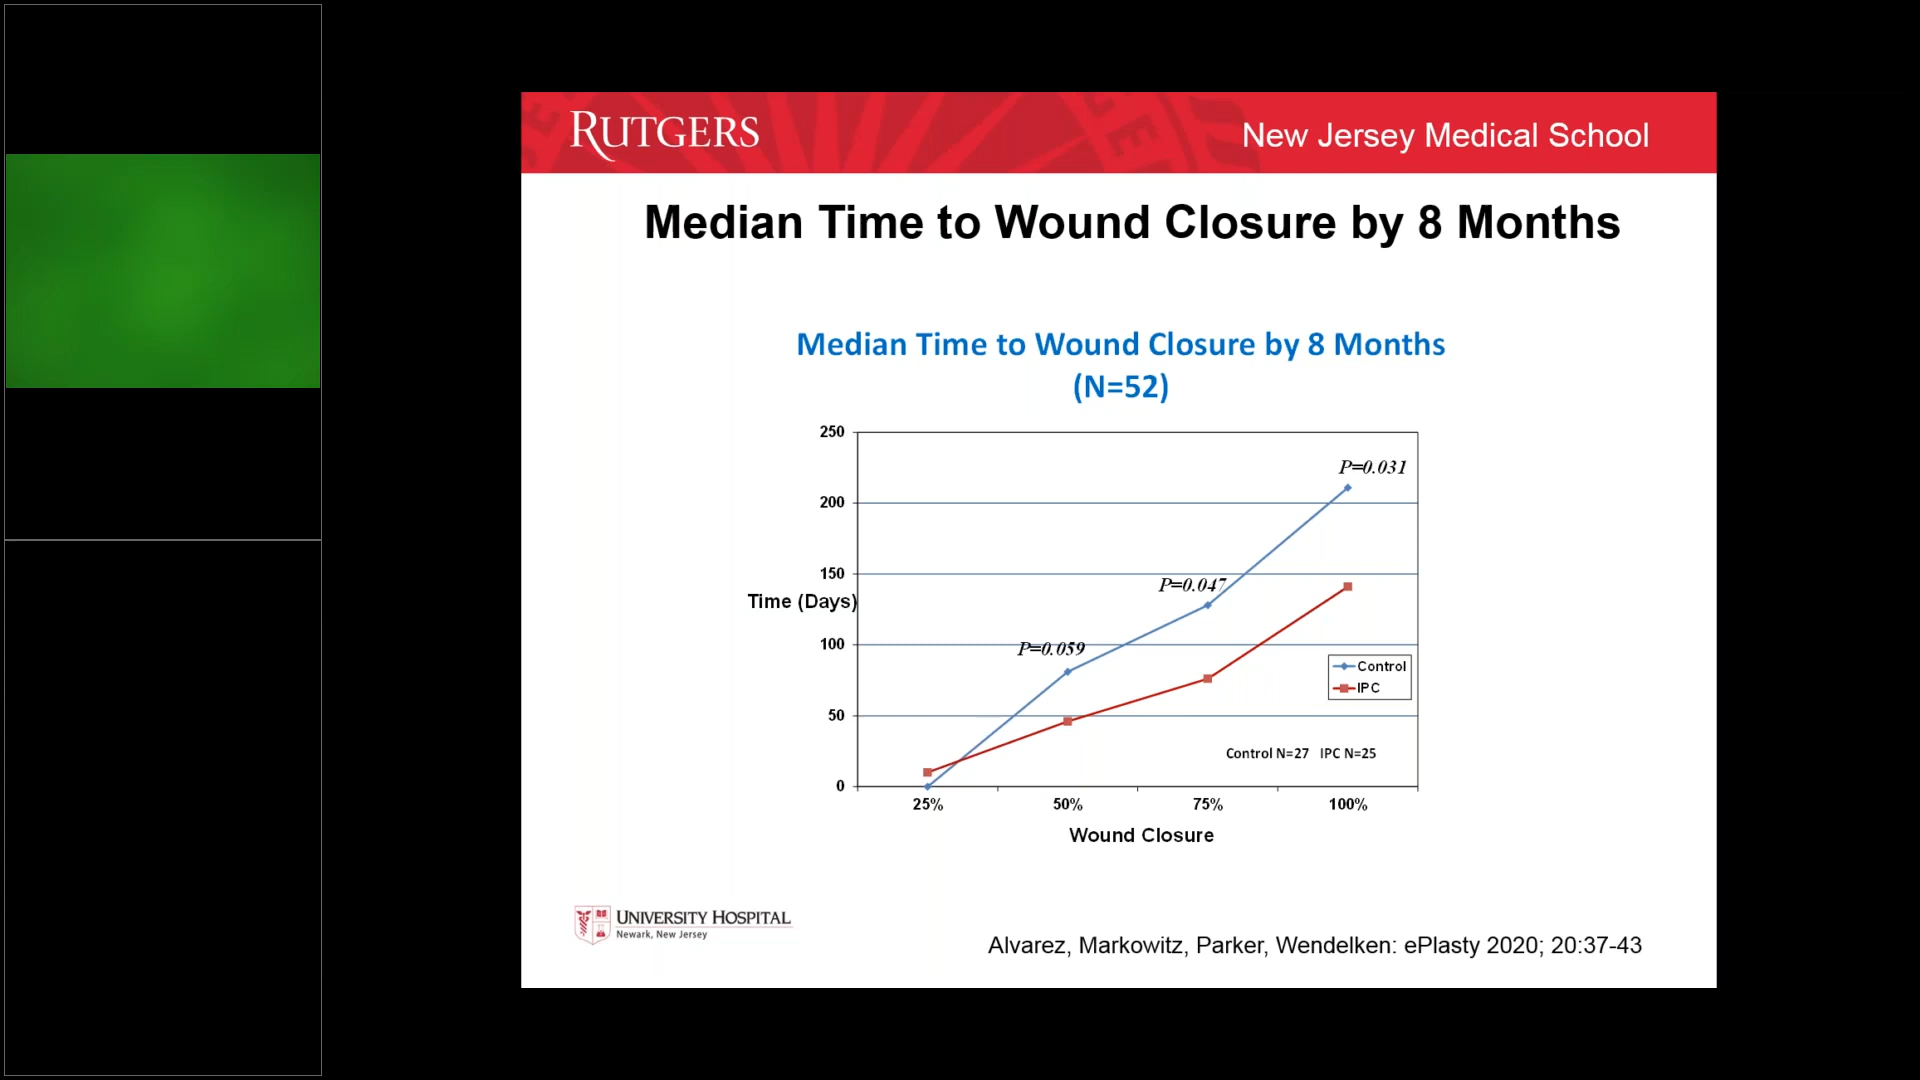 RUTGERS
New Jersey Medical School
Median Time to Wound Closure by 8 Months
Median Time to Wound Closure by 8 Months
(N=52)
250
200
150
100
50
0
Time (Days)
P=0.059
P=0.047
P=0.031
Control
IPC
Control N=27 IPC N=25
25% 50% 75% 100%
Wound Closure
UNIVERSITY HOSPITAL
Newark, New Jersey
Alvarez, Markowitz, Parker, Wendelken: ePlasty 2020; 20:37-43